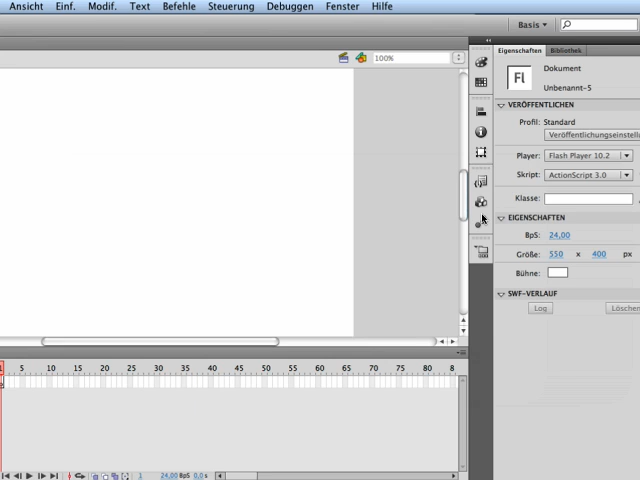 Ansicht Einf. Modif. Text Befehle Steuerung Debuggen Fenster Hilfe
Basis
100%
Eigenschaften Bibliothek
Fl
Dokument
Unbenannt-5
VERÖFFENTLICHEN
Profil: Standard
Veröffentlichungseinstell
Player: Flash Player 10.2
Skript: ActionScript 3.0
Klasse:
EIGENSCHAFTEN
BpS: 24,00
Größe: 550 x 400 px
Bühne:
SWF-VERLAUF
Log Löschen
1 5 10 15 20 25 30 35 40 45 50 55 60 65 70 75 80 8
1 24,00 BpS 0,0 s